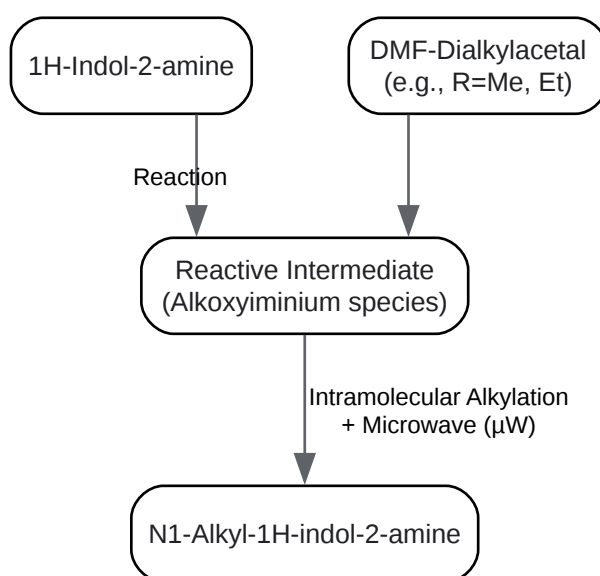 1H-Indol-2-amine
DMF-Dialkylacetal
(e.g., R=Me, Et)
Reaction
Reactive Intermediate
(Alkoxyiminium species)
Intramolecular Alkylation
+ Microwave (µW)
N1-Alkyl-1H-indol-2-amine